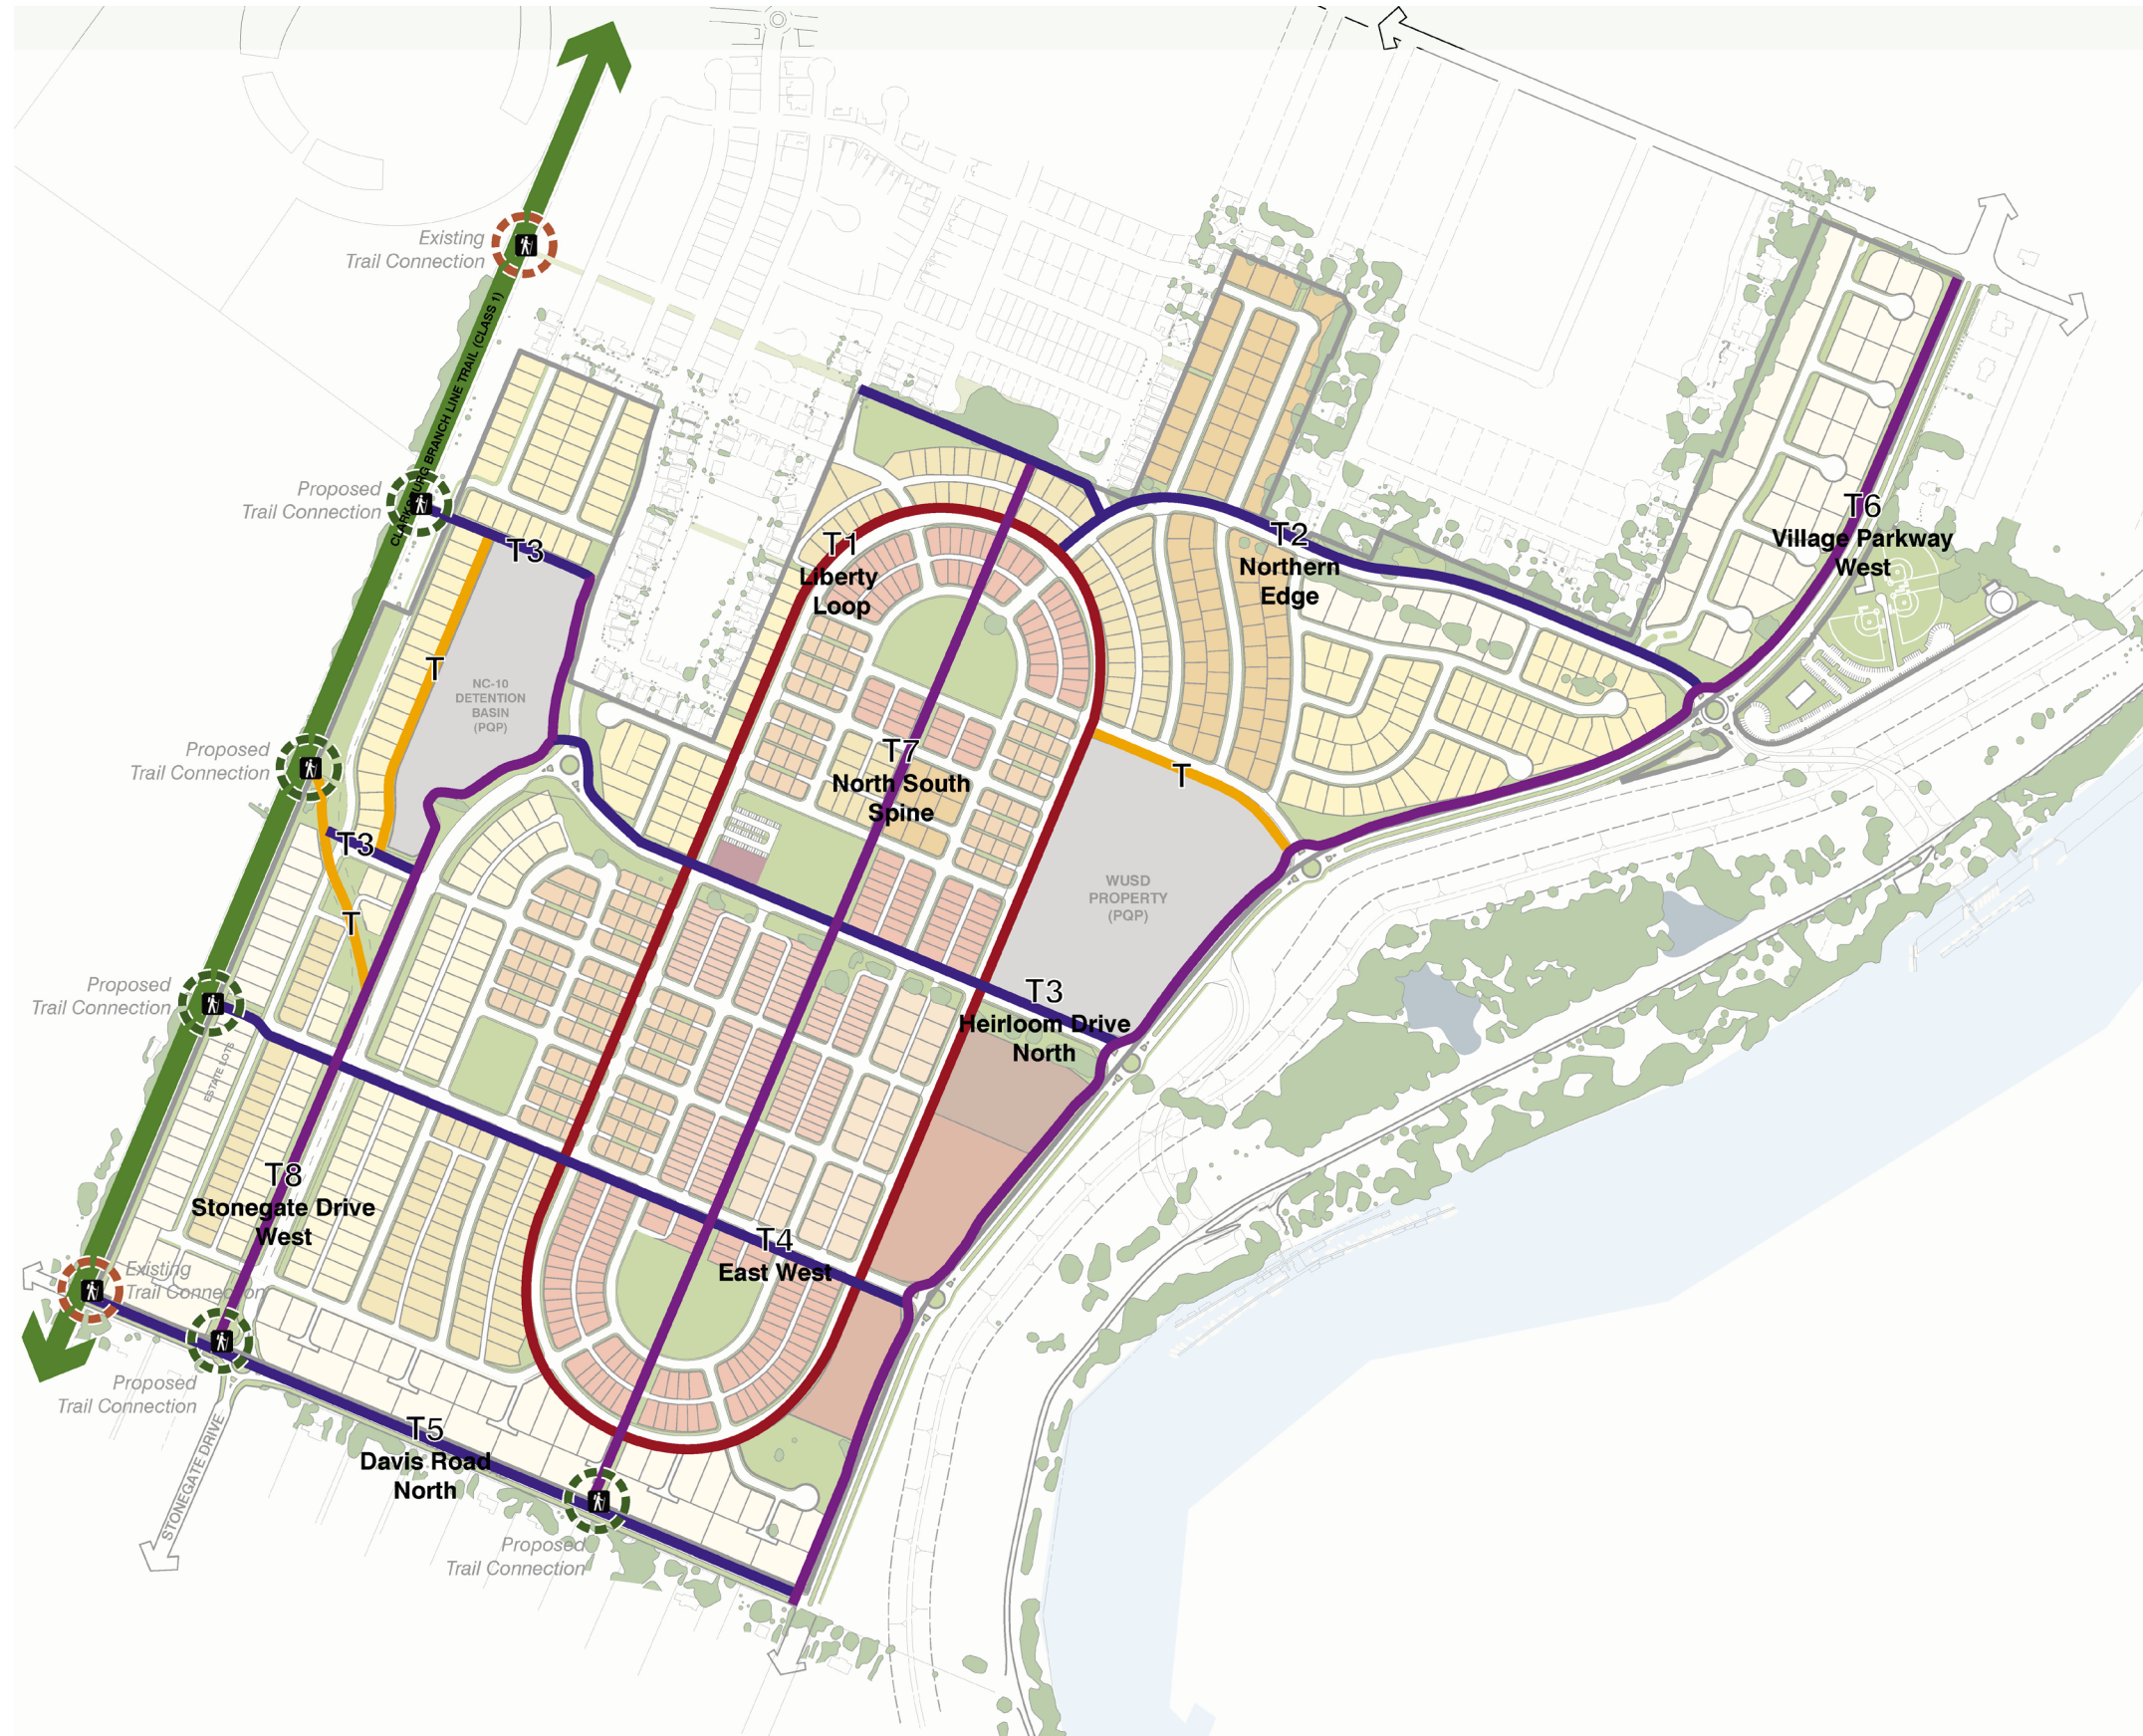 Existing
Trail Connection
CLARKSBURG BRANCH LINE TRAIL (CLASS 1)
Proposed
Trail Connection
T3
T6
Village Parkway
West
T1
Liberty
Loop
T2
Northern
Edge
T
NC-10
DETENTION
BASIN
(PQP)
Proposed
Trail Connection
T7
North South
Spine
T
T3
T
WUSD
PROPERTY
(PQP)
Proposed
Trail Connection
T3
Heirloom Drive
North
ESTATE LOTS
T8
Stonegate Drive
West
T4
East West
Existing
Trail Connection
Proposed
Trail Connection
T5
Davis Road
North
STONEGATE DRIVE
Proposed
Trail Connection